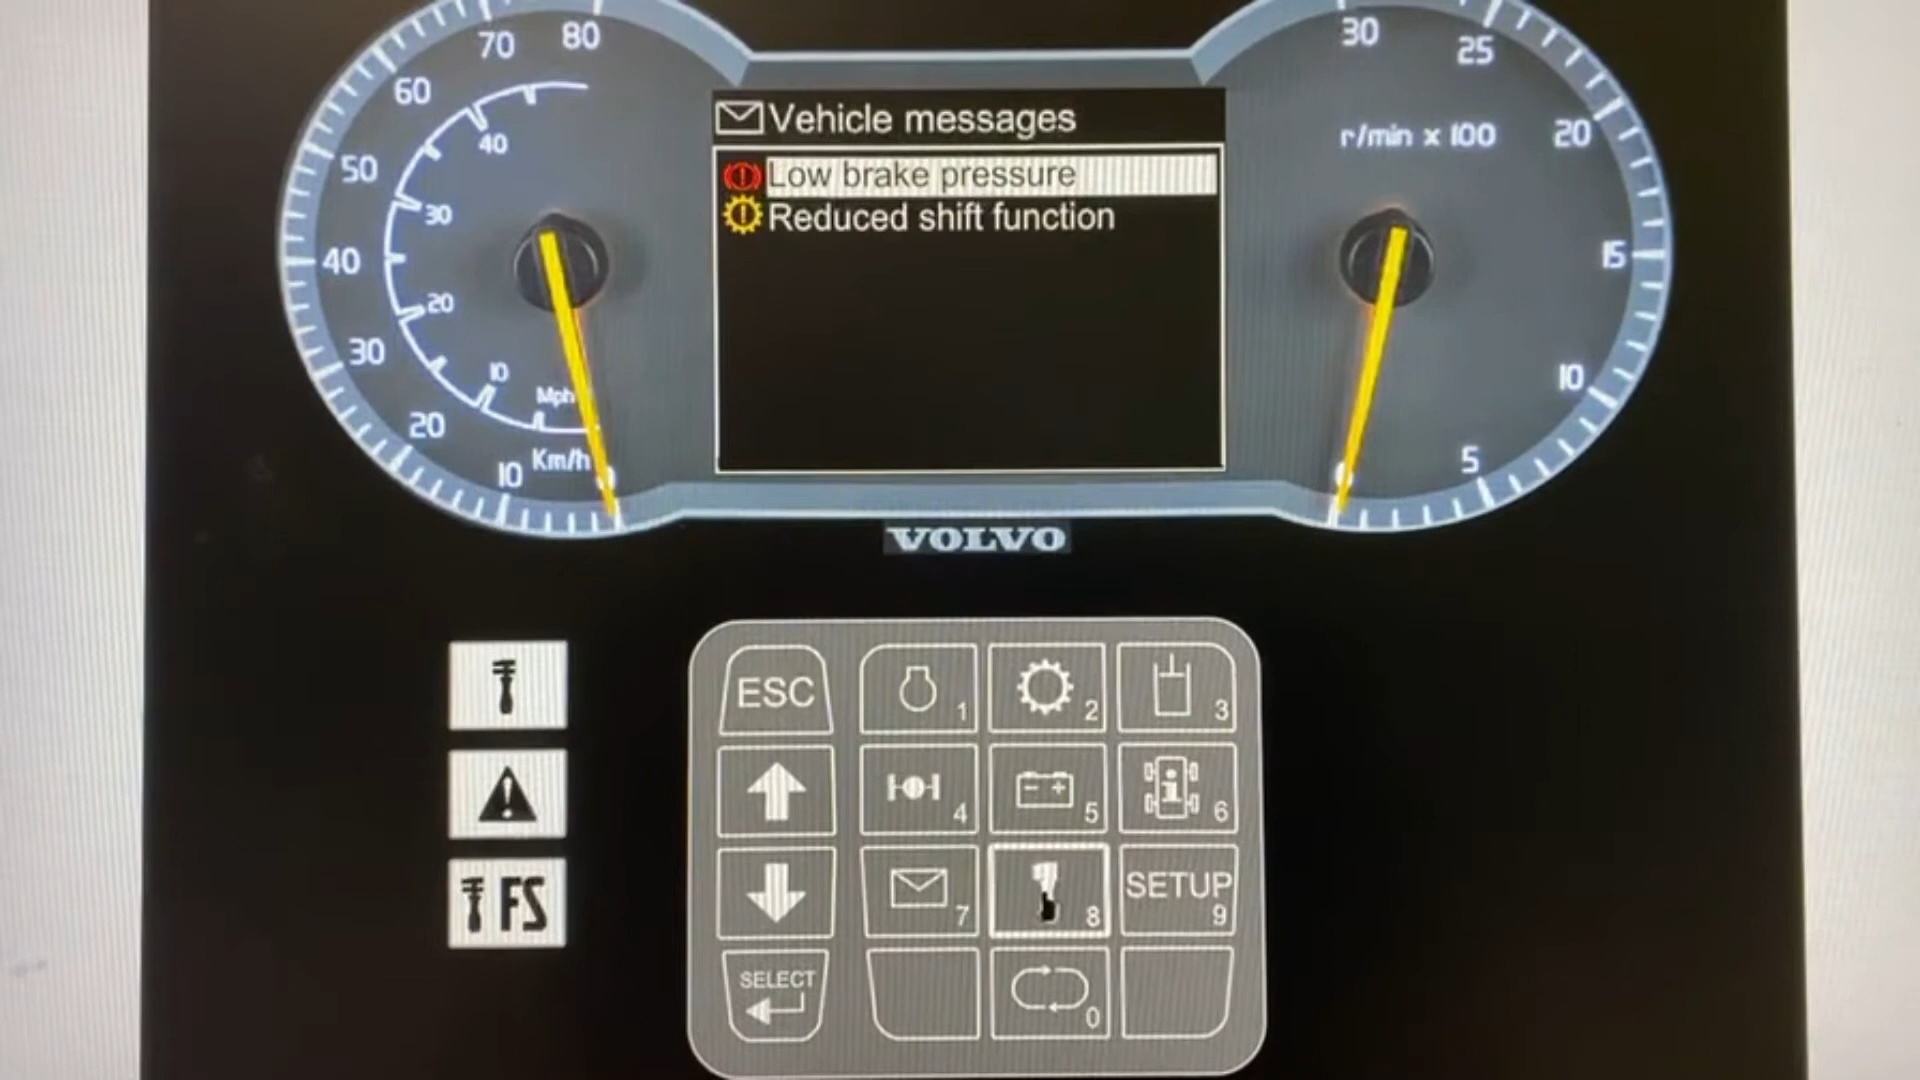 80
70
60
50
40
30
20
10
40
30
20
10
Mph
Km/h
0
Vehicle messages
Low brake pressure
Reduced shift function
30
25
20
15
10
5
r/min x 100
VOLVO
FS
ESC
1
2
3
4
5
6
7
8
SETUP
9
SELECT
0